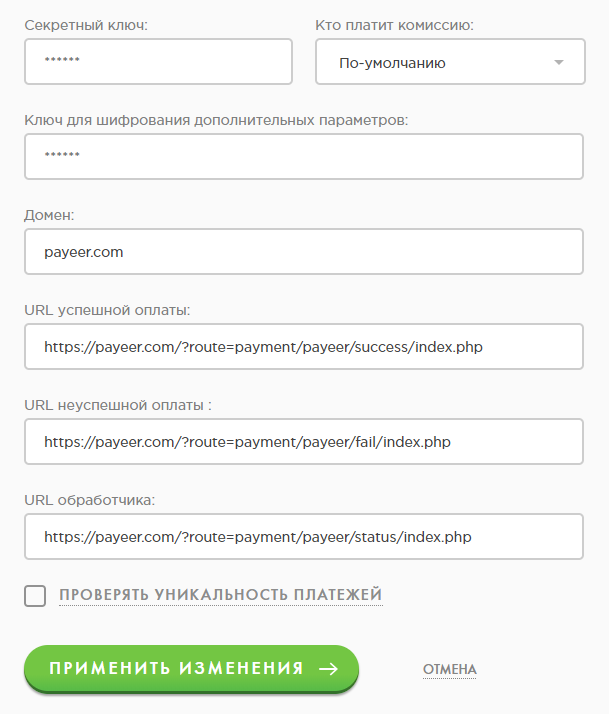 Секретный ключ:
Кто платит комиссию:
******
По-умолчанию
Ключ для шифрования дополнительных параметров:
******
Домен:
payeer.com
URL успешной оплаты:
https://payeer.com/?route=payment/payeer/success/index.php
URL неуспешной оплаты :
https://payeer.com/?route=payment/payeer/fail/index.php
URL обработчика:
https://payeer.com/?route=payment/payeer/status/index.php
ПРОВЕРЯТЬ УНИКАЛЬНОСТЬ ПЛАТЕЖЕЙ
ПРИМЕНИТЬ ИЗМЕНЕНИЯ →
ОТМЕНА